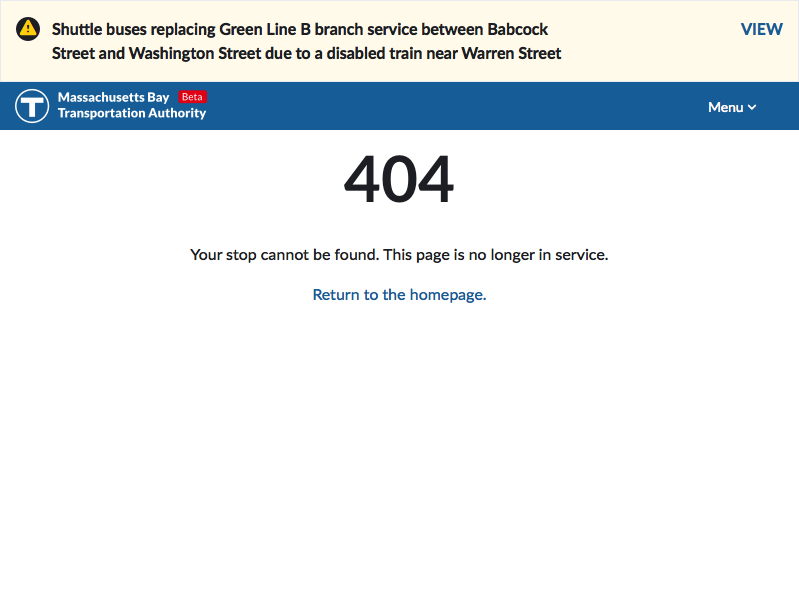 Shuttle buses replacing Green Line B branch service between Babcock
Street and Washington Street due to a disabled train near Warren Street
VIEW
T
Massachusetts Bay Beta
Transportation Authority
Menu
404
Your stop cannot be found. This page is no longer in service.
Return to the homepage.